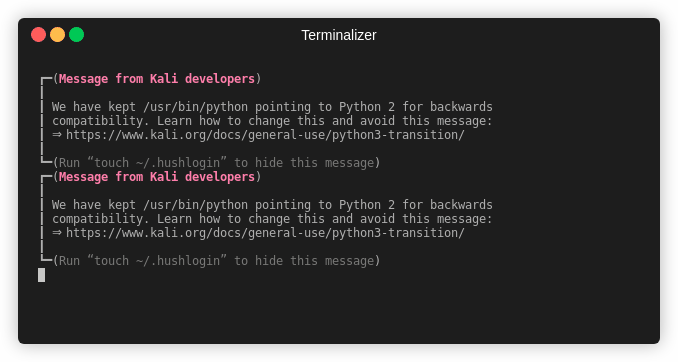 Terminalizer
┏━(Message from Kali developers)
┃
┃ We have kept /usr/bin/python pointing to Python 2 for backwards
┃ compatibility. Learn how to change this and avoid this message:
┃ ⇒ https://www.kali.org/docs/general-use/python3-transition/
┃
┗━(Run “touch ~/.hushlogin” to hide this message)
┏━(Message from Kali developers)
┃
┃ We have kept /usr/bin/python pointing to Python 2 for backwards
┃ compatibility. Learn how to change this and avoid this message:
┃ ⇒ https://www.kali.org/docs/general-use/python3-transition/
┃
┗━(Run “touch ~/.hushlogin” to hide this message)